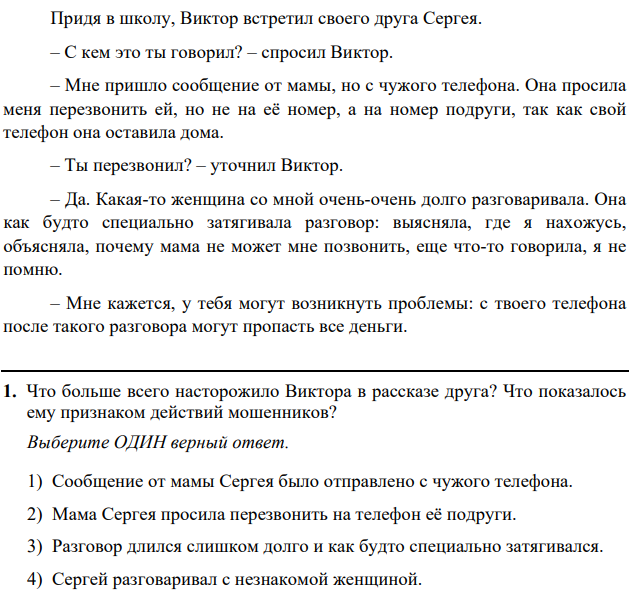 Придя в школу, Виктор встретил своего друга Сергея.
– С кем это ты говорил? – спросил Виктор.
– Мне пришло сообщение от мамы, но с чужого телефона. Она просила
меня перезвонить ей, но не на её номер, а на номер подруги, так как свой
телефон она оставила дома.
– Ты перезвонил? – уточнил Виктор.
– Да. Какая-то женщина со мной очень-очень долго разговаривала. Она
как будто специально затягивала разговор: выясняла, где я нахожусь,
объясняла, почему мама не может мне позвонить, еще что-то говорила, я не
помню.
– Мне кажется, у тебя могут возникнуть проблемы: с твоего телефона
после такого разговора могут пропасть все деньги.
1. Что больше всего насторожило Виктора в рассказе друга? Что показалось
ему признаком действий мошенников?
Выберите ОДИН верный ответ.
1) Сообщение от мамы Сергея было отправлено с чужого телефона.
2) Мама Сергея просила перезвонить на телефон её подруги.
3) Разговор длился слишком долго и как будто специально затягивался.
4) Сергей разговаривал с незнакомой женщиной.